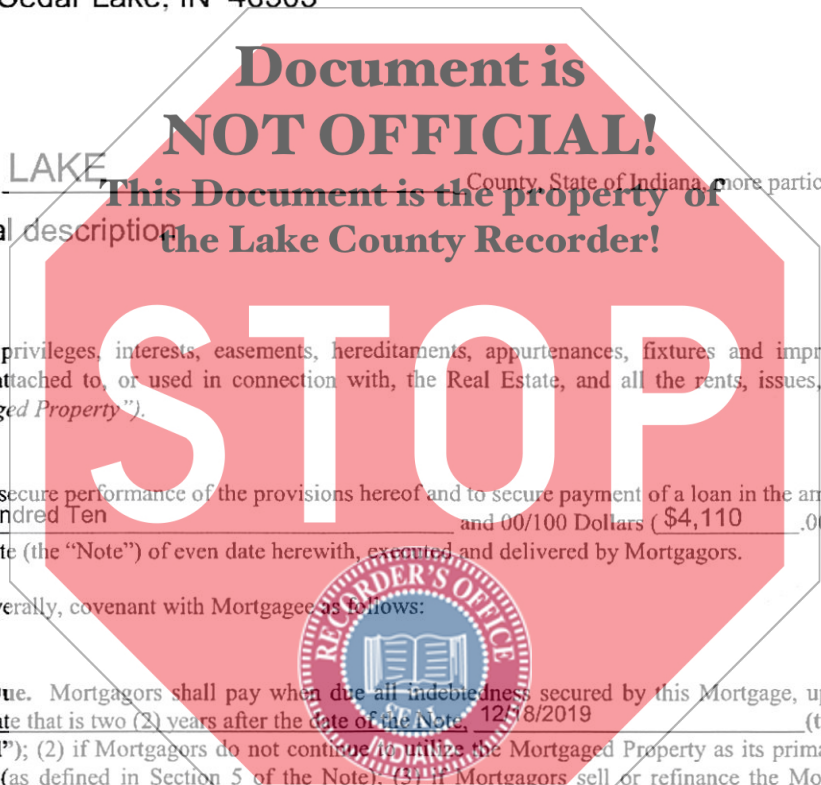 Cedar Lake, IN 46303
Document is
NOT OFFICIAL!
LAKE County, State of Indiana, more partic
This Document is the property of
al description
the Lake County Recorder!
STOP
privileges, interests, easements, hereditaments, appurtenances, fixtures and impr
attached to, or used in connection with, the Real Estate, and all the rents, issues,
ged Property").
secure performance of the provisions hereof and to secure payment of a loan in the am
ndred Ten and 00/100 Dollars ( $4,110 .00
te (the "Note") of even date herewith, executed and delivered by Mortgagors.
RECORDER'S OFFICE
verally, covenant with Mortgagee as follows:
ue. Mortgagors shall pay when due all indebtedness secured by this Mortgage, up
te that is two (2) years after the date of the Note, 12/18/2019 (t
SEAL
"); (2) if Mortgagors do not continue to utilize the Mortgaged Property as its prima
INDIANA
(as defined in Section 5 of the Note); (3) if Mortgagors sell or refinance the Mo